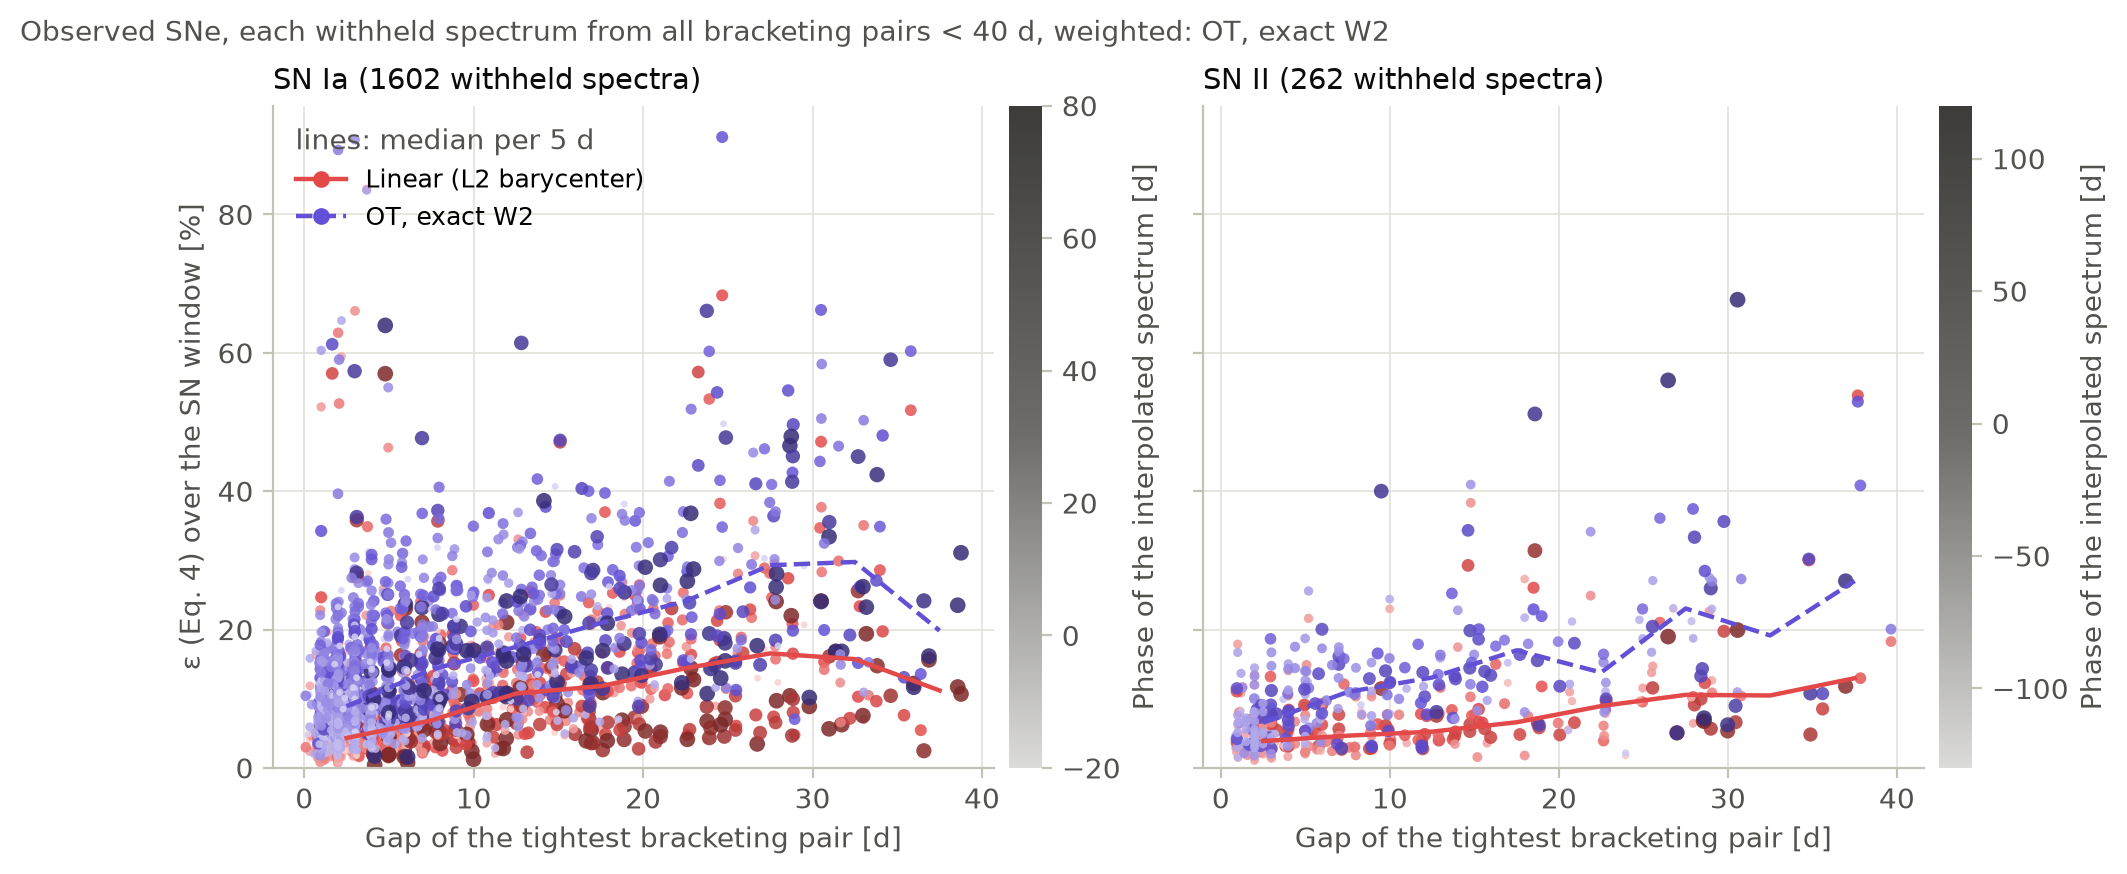 Observed SNe, each withheld spectrum from all bracketing pairs < 40 d, weighted: OT, exact W2
SN Ia (1602 withheld spectra)
lines: median per 5 d
Linear (L2 barycenter)
OT, exact W2
ε (Eq. 4) over the SN window [%]
80
60
40
20
0
0 10 20 30 40
Gap of the tightest bracketing pair [d]
80
60
40
20
0
−20
Phase of the interpolated spectrum [d]
SN II (262 withheld spectra)
0 10 20 30 40
Gap of the tightest bracketing pair [d]
100
50
0
−50
−100
Phase of the interpolated spectrum [d]